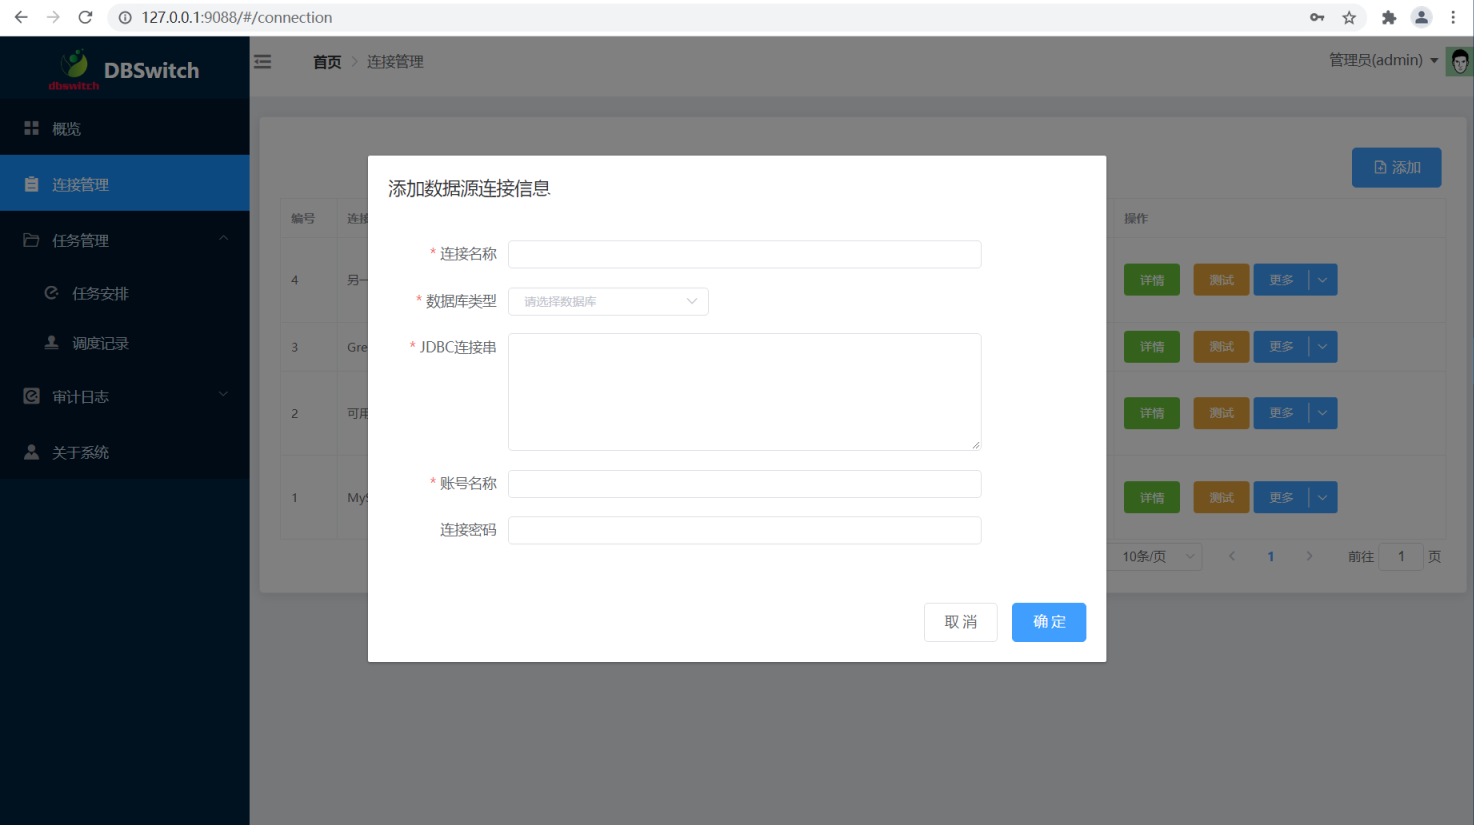 127.0.0.1:9088/#/connection
dbswitch
DBSwitch
首页 > 连接管理
管理员(admin)
概览
连接管理
任务管理
任务安排
调度记录
审计日志
关于系统
添加
编号 连接 操作
4 另一 详情 测试 更多
3 Gre 详情 测试 更多
2 可用 详情 测试 更多
1 MyS 详情 测试 更多
10条/页 1 前往 1 页
添加数据源连接信息
* 连接名称
* 数据库类型 请选择数据库
* JDBC连接串
* 账号名称
连接密码
取 消 确 定